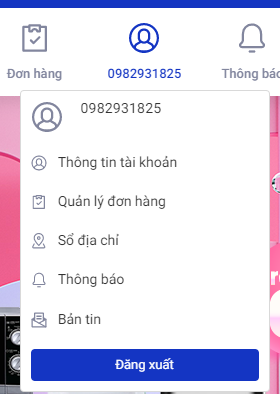 Đơn hàng
0982931825
Thông báo
0982931825
Thông tin tài khoản
Quản lý đơn hàng
Sổ địa chỉ
Thông báo
Bản tin
Đăng xuất